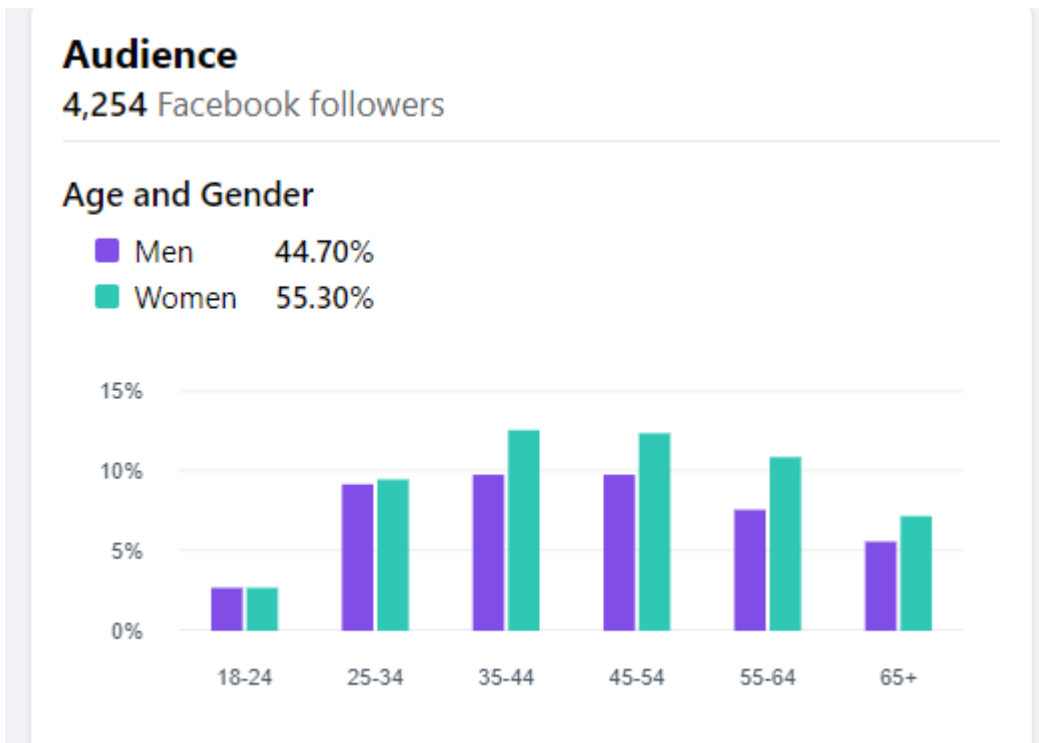 Audience
4,254 Facebook followers
Age and Gender
Men 44.70%
Women 55.30%
15%
10%
5%
0%
18-24 25-34 35-44 45-54 55-64 65+